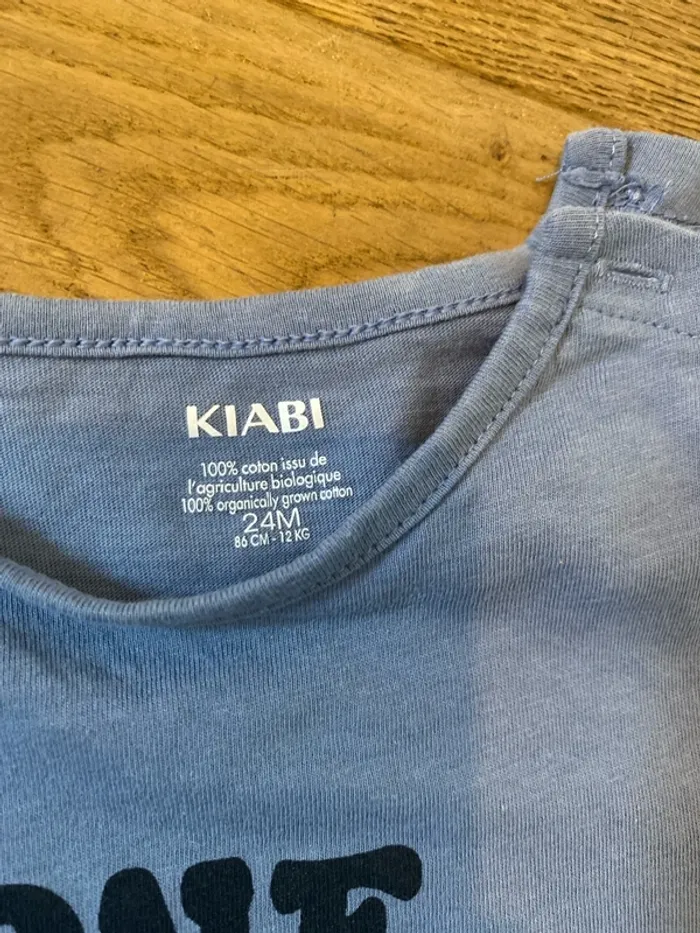 KIABI
100% coton issu de
l'agriculture biologique
100% organically grown cotton
24M
86 CM - 12 KG